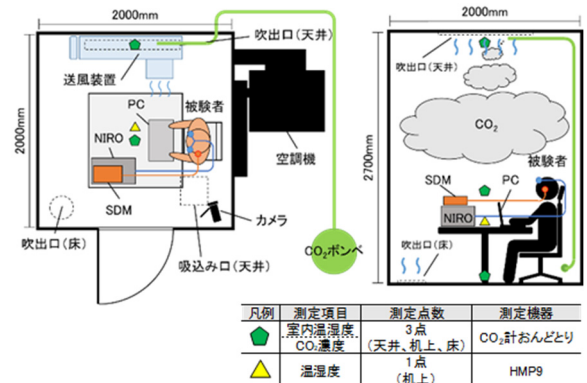 2000mm
吹出口(天井)
送風装置
2000mm
PC
被験者
NIRO
SDM
空調機
カメラ
吹出口(床)
吸込み口(天井)
CO₂ボンベ
2000mm
吹出口(天井)
CO₂
2700mm
被験者
SDM
PC
NIRO
吹出口(床)
凡例 測定項目 測定点数 測定機器
室内温湿度
CO₂濃度
3点
(天井、机上、床)
CO₂計おんどとり
温湿度
1点
(机上)
HMP9